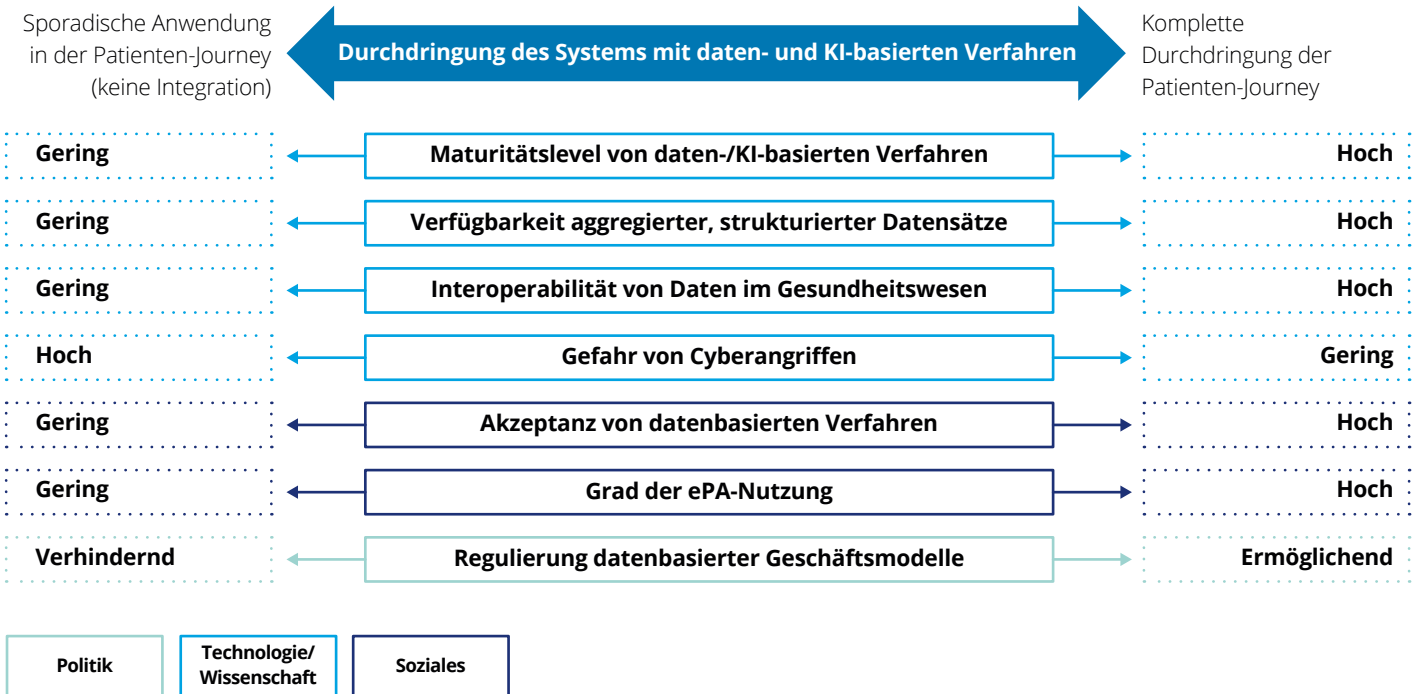 Sporadische Anwendung
in der Patienten-Journey
(keine Integration)
Durchdringung des Systems mit daten- und KI-basierten Verfahren
Komplette
Durchdringung der
Patienten-Journey
Gering
Maturitätslevel von daten-/KI-basierten Verfahren
Hoch
Gering
Verfügbarkeit aggregierter, strukturierter Datensätze
Hoch
Gering
Interoperabilität von Daten im Gesundheitswesen
Hoch
Hoch
Gefahr von Cyberangriffen
Gering
Gering
Akzeptanz von datenbasierten Verfahren
Hoch
Gering
Grad der ePA-Nutzung
Hoch
Verhindernd
Regulierung datenbasierter Geschäftsmodelle
Ermöglichend
Politik
Technologie/
Wissenschaft
Soziales